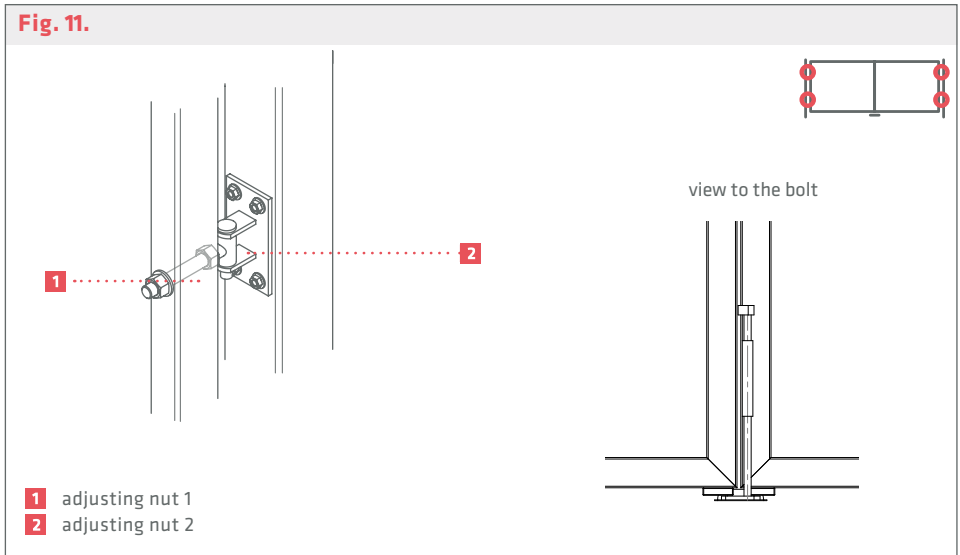 Fig. 11.
view to the bolt
1
2
1 adjusting nut 1
2 adjusting nut 2